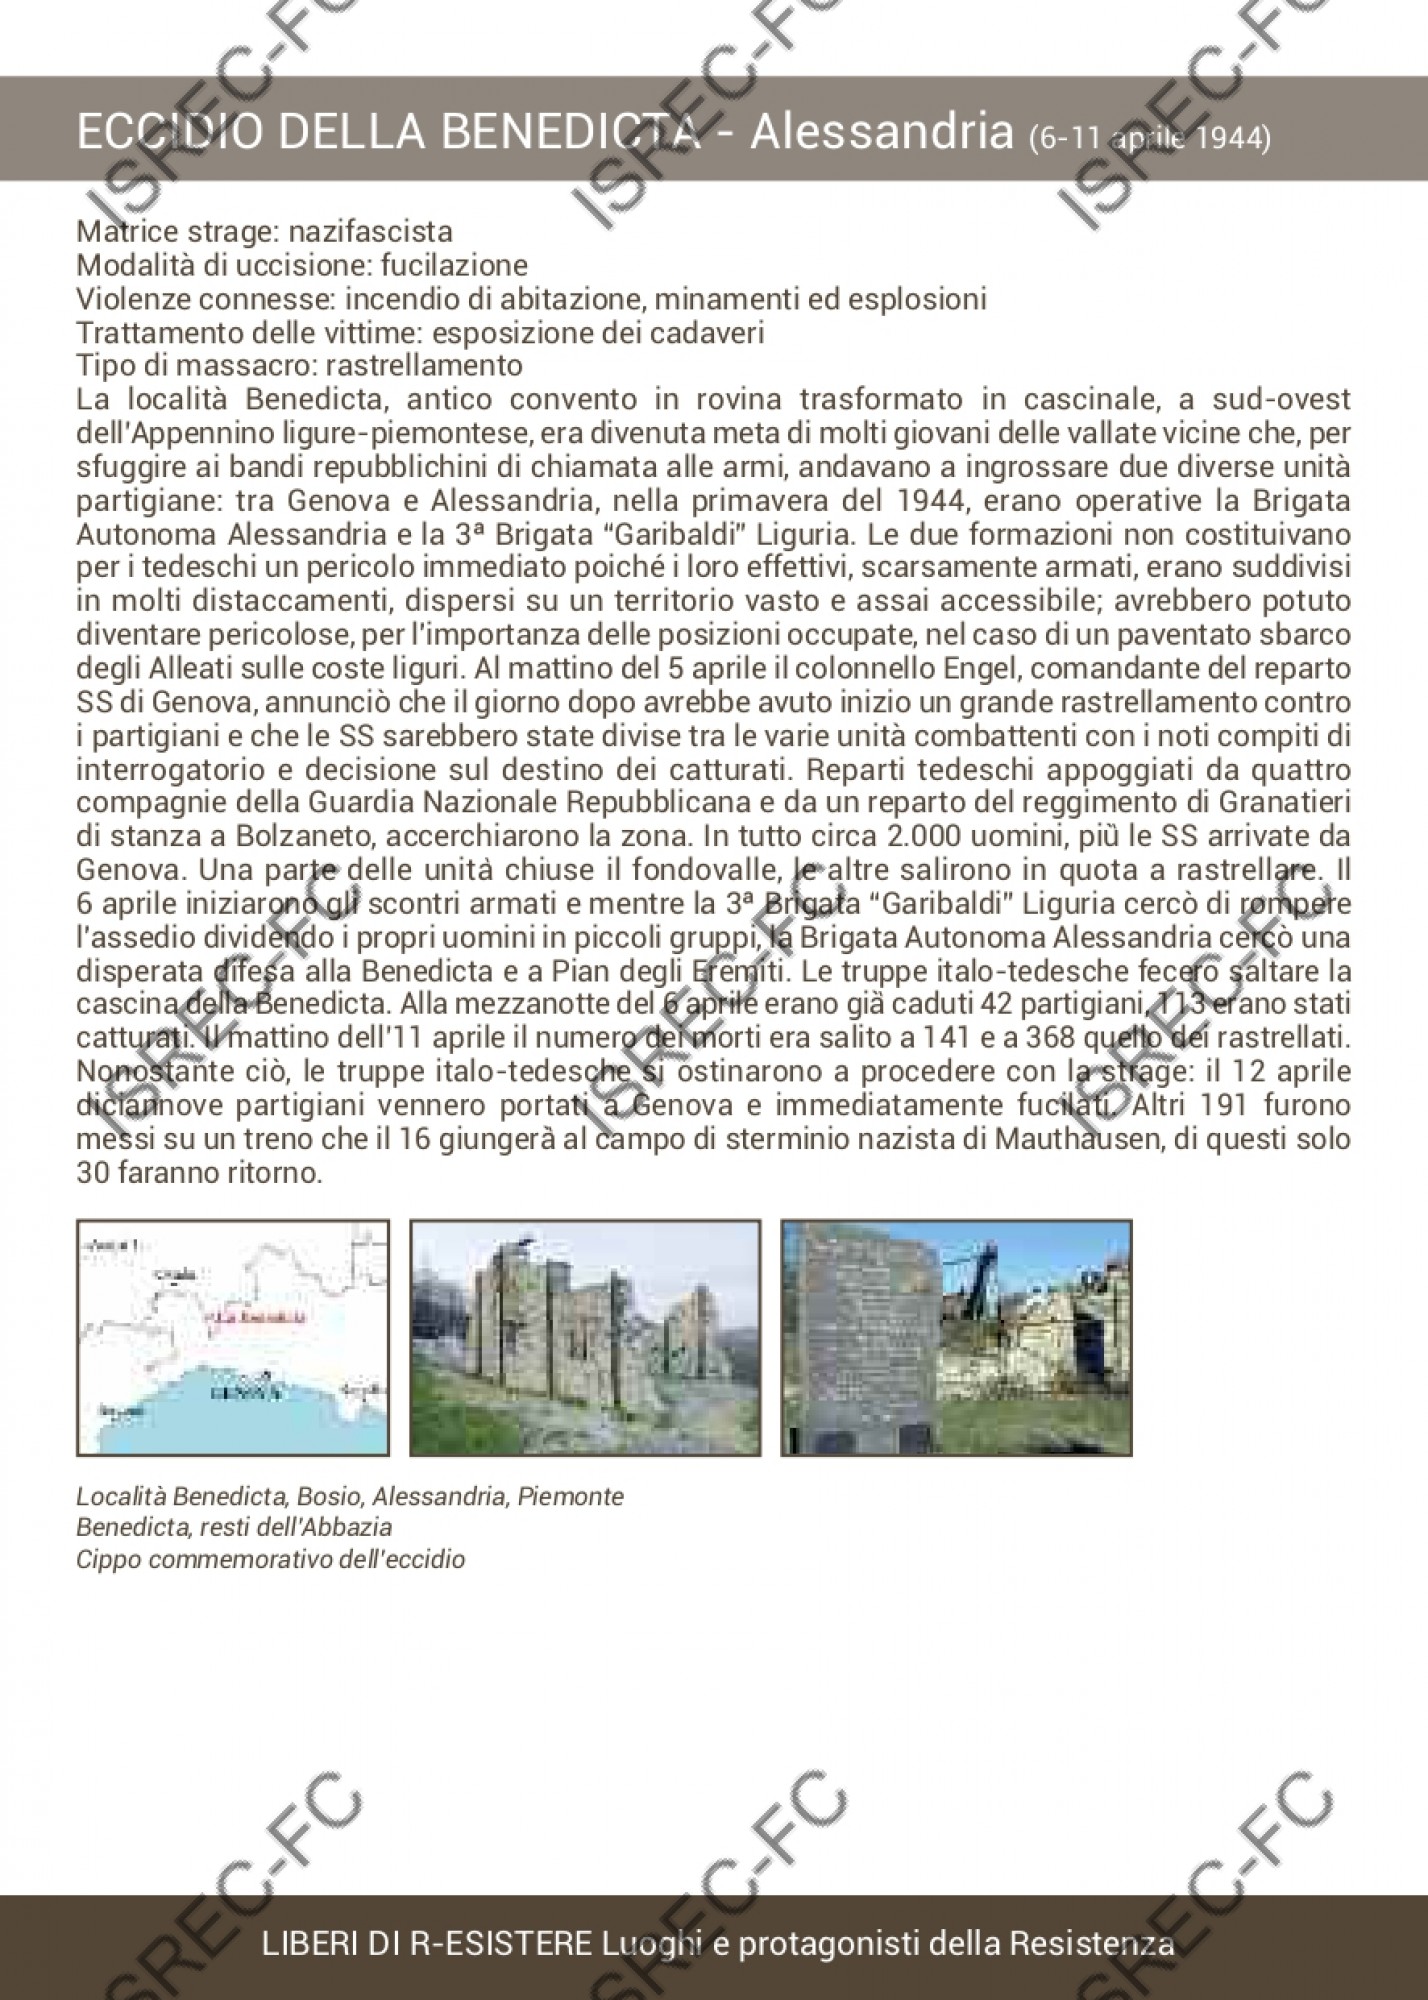 ECCIDIO DELLA BENEDICTA - Alessandria (6-11 aprile 1944)
Matrice strage: nazifascista
Modalità di uccisione: fucilazione
Violenze connesse: incendio di abitazione, minamenti ed esplosioni
Trattamento delle vittime: esposizione dei cadaveri
Tipo di massacro: rastrellamento
La località Benedicta, antico convento in rovina trasformato in cascinale, a sud-ovest
dell'Appennino ligure-piemontese, era divenuta meta di molti giovani delle vallate vicine che, per
sfuggire ai bandi repubblichini di chiamata alle armi, andavano a ingrossare due diverse unità
partigiane: tra Genova e Alessandria, nella primavera del 1944, erano operative la Brigata
Autonoma Alessandria e la 3ª Brigata “Garibaldi” Liguria. Le due formazioni non costituivano
per i tedeschi un pericolo immediato poiché i loro effettivi, scarsamente armati, erano suddivisi
in molti distaccamenti, dispersi su un territorio vasto e assai accessibile; avrebbero potuto
diventare pericolose, per l'importanza delle posizioni occupate, nel caso di un paventato sbarco
degli Alleati sulle coste liguri. Al mattino del 5 aprile il colonnello Engel, comandante del reparto
SS di Genova, annunciò che il giorno dopo avrebbe avuto inizio un grande rastrellamento contro
i partigiani e che le SS sarebbero state divise tra le varie unità combattenti con i noti compiti di
interrogatorio e decisione sul destino dei catturati. Reparti tedeschi appoggiati da quattro
compagnie della Guardia Nazionale Repubblicana e da un reparto del reggimento di Granatieri
di stanza a Bolzaneto, accerchiarono la zona. In tutto circa 2.000 uomini, più le SS arrivate da
Genova. Una parte delle unità chiuse il fondovalle, le altre salirono in quota a rastrellare. Il
6 aprile iniziarono gli scontri armati e mentre la 3ª Brigata “Garibaldi” Liguria cercò di rompere
l'assedio dividendo i propri uomini in piccoli gruppi, la Brigata Autonoma Alessandria cercò una
disperata difesa alla Benedicta e a Pian degli Eremiti. Le truppe italo-tedesche fecero saltare la
cascina della Benedicta. Alla mezzanotte del 6 aprile erano già caduti 42 partigiani, 113 erano stati
catturati. Il mattino dell'11 aprile il numero dei morti era salito a 141 e a 368 quello dei rastrellati.
Nonostante ciò, le truppe italo-tedesche si ostinarono a procedere con la strage: il 12 aprile
diciannove partigiani vennero portati a Genova e immediatamente fucilati. Altri 191 furono
messi su un treno che il 16 giungerà al campo di sterminio nazista di Mauthausen, di questi solo
30 faranno ritorno.
GENOVA
Località Benedicta, Bosio, Alessandria, Piemonte
Benedicta, resti dell'Abbazia
Cippo commemorativo dell'eccidio
LIBERI DI R-ESISTERE Luoghi e protagonisti della Resistenza
ISREC-FC
ISREC-FC
ISREC-FC
ISREC-FC
ISREC-FC
ISREC-FC
ISREC-FC
ISREC-FC
ISREC-FC